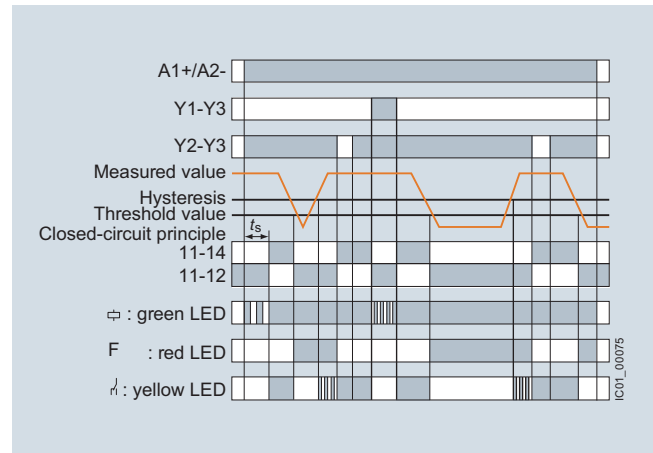 A1+/A2-
Y1-Y3
Y2-Y3
Measured value
Hysteresis
Threshold value
Closed-circuit principle
ts
11-14
11-12
: green LED
F : red LED
: yellow LED
IC01_00075